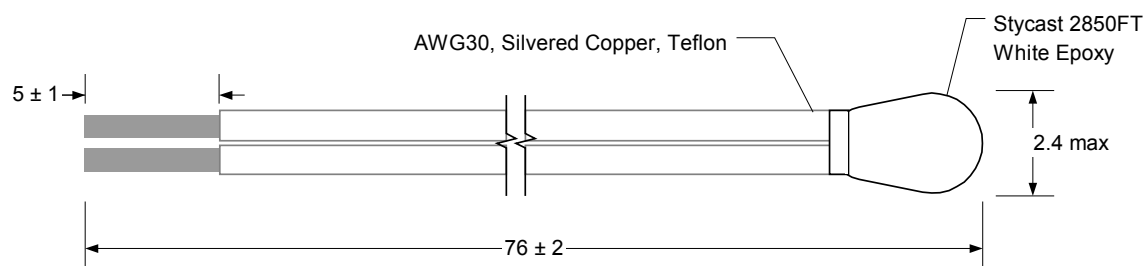 Stycast 2850FT
White Epoxy
AWG30, Silvered Copper, Teflon
5 ± 1
2.4 max
76 ± 2